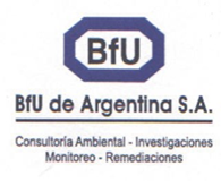 BfU
BfU de Argentina S.A.
Consultoría Ambiental - Investigaciones
Monitoreo - Remediaciones